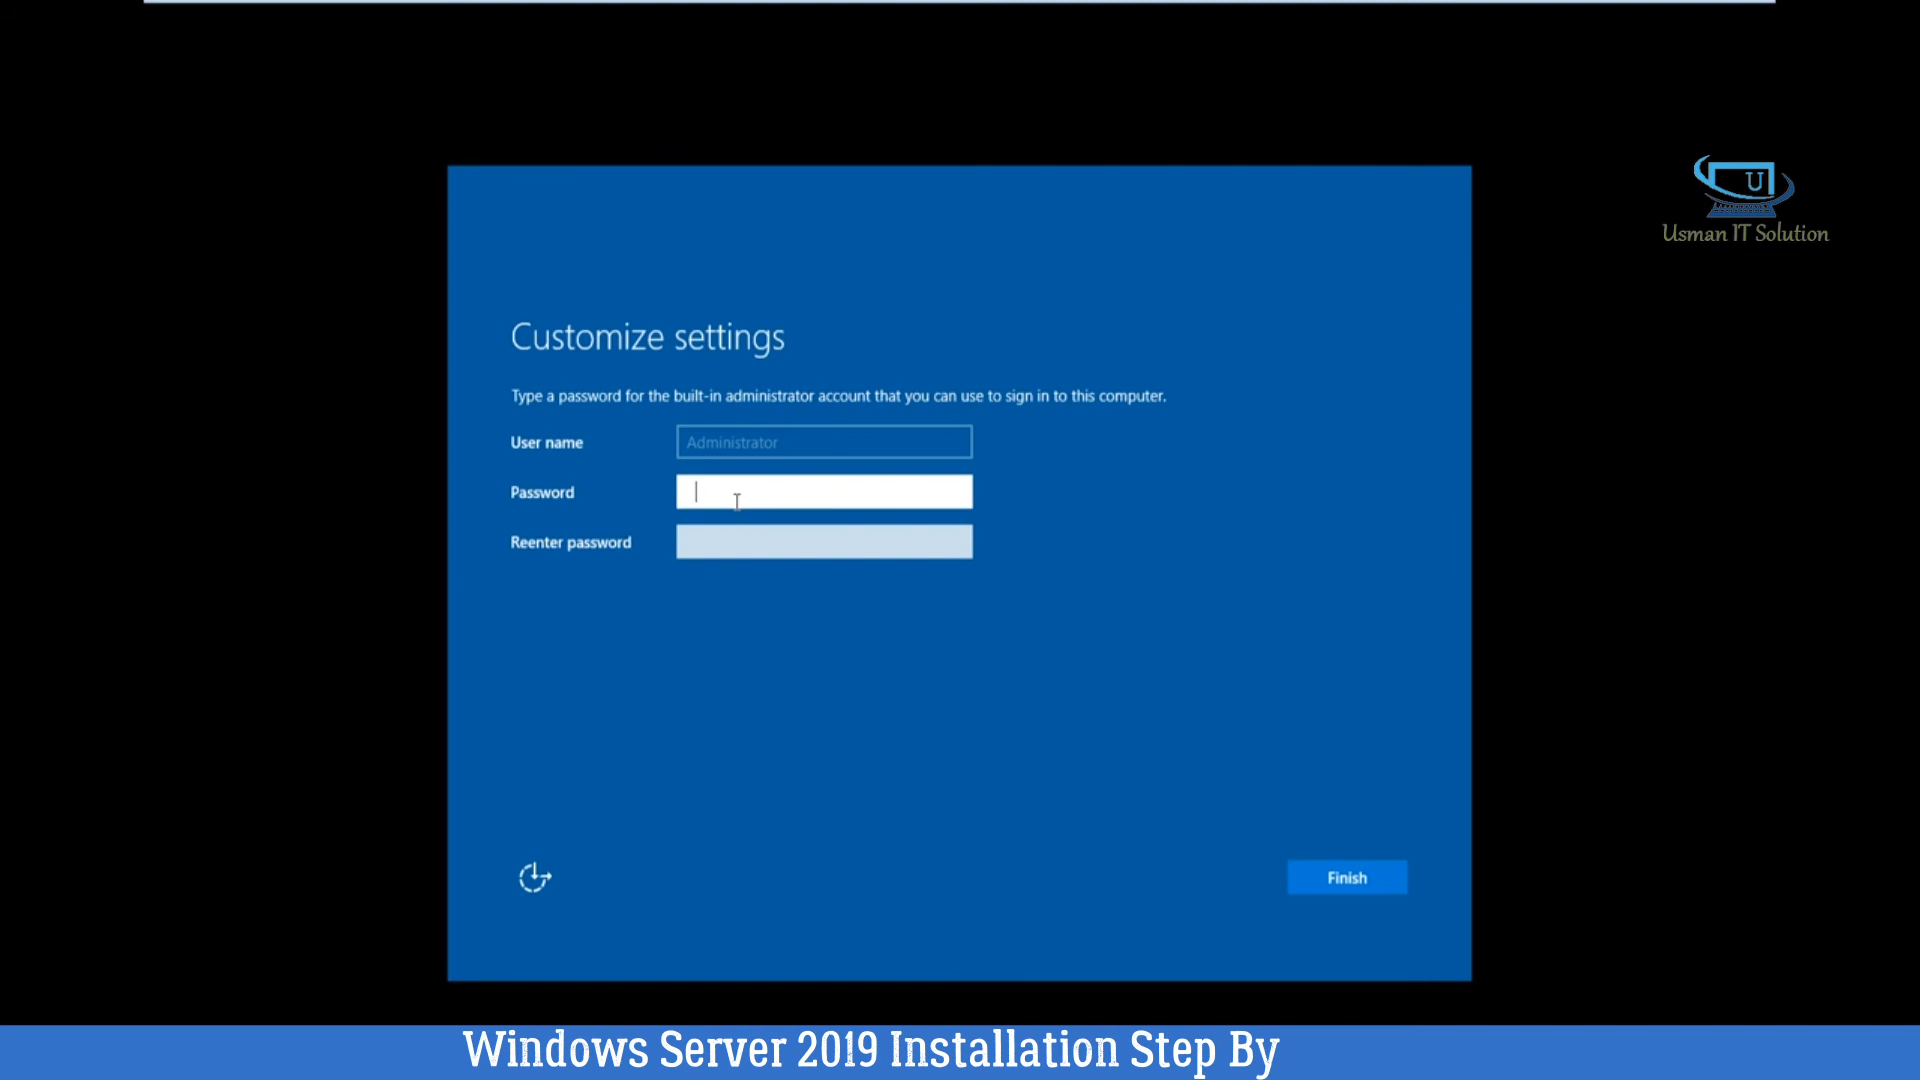 U
Usman IT Solution
Customize settings
Type a password for the built-in administrator account that you can use to sign in to this computer.
User name
Administrator
Password
Reenter password
Finish
Windows Server 2019 Installation Step By